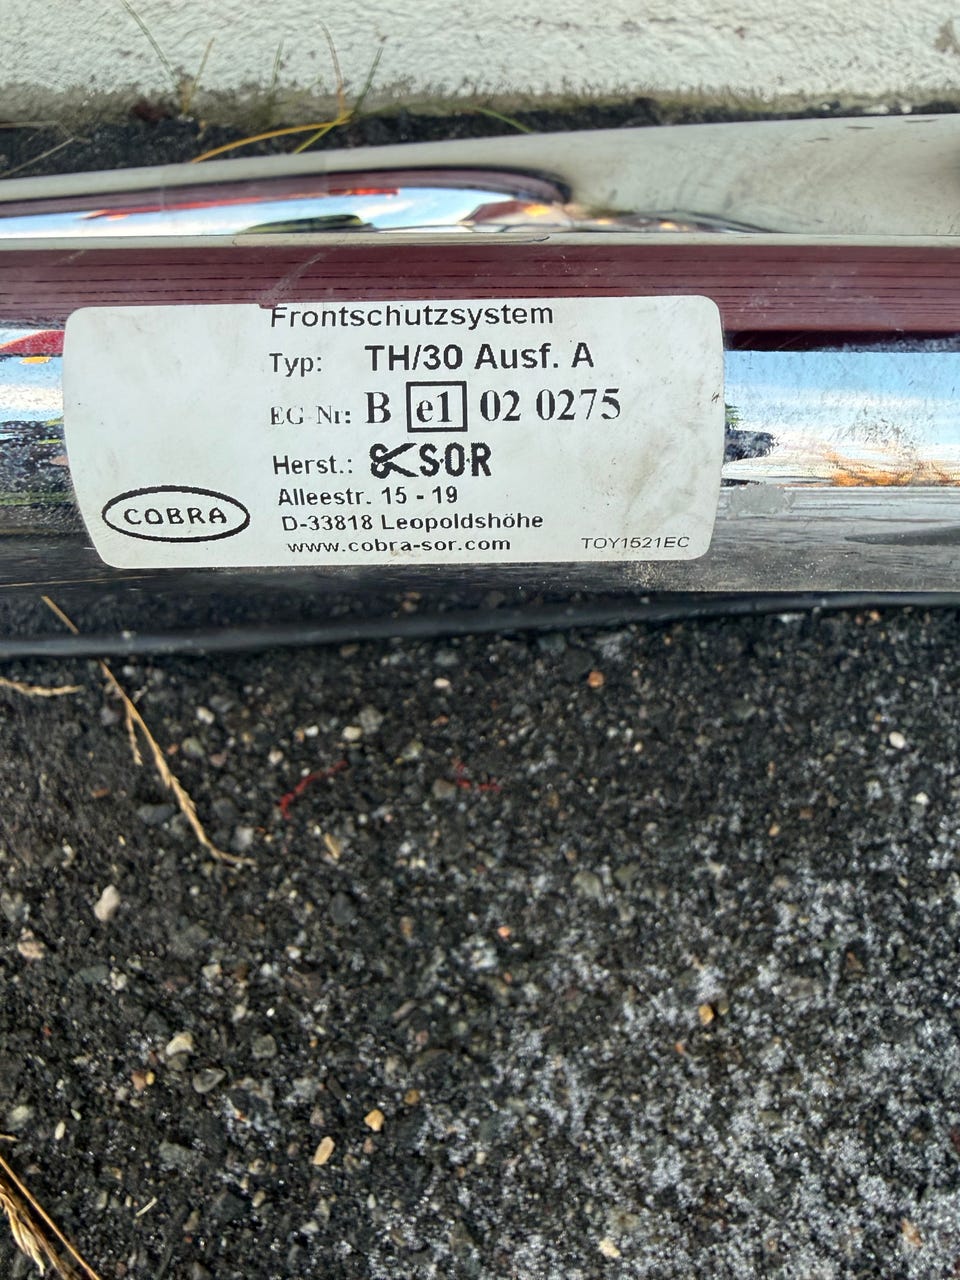 Frontschutzsystem
Typ: TH/30 Ausf. A
EG-Nr: B e1 02 0275
Herst.: S.O.R
Alleestr. 15 - 19
D-33818 Leopoldshöhe
www.cobra-sor.com
COBRA
TOY1521EC